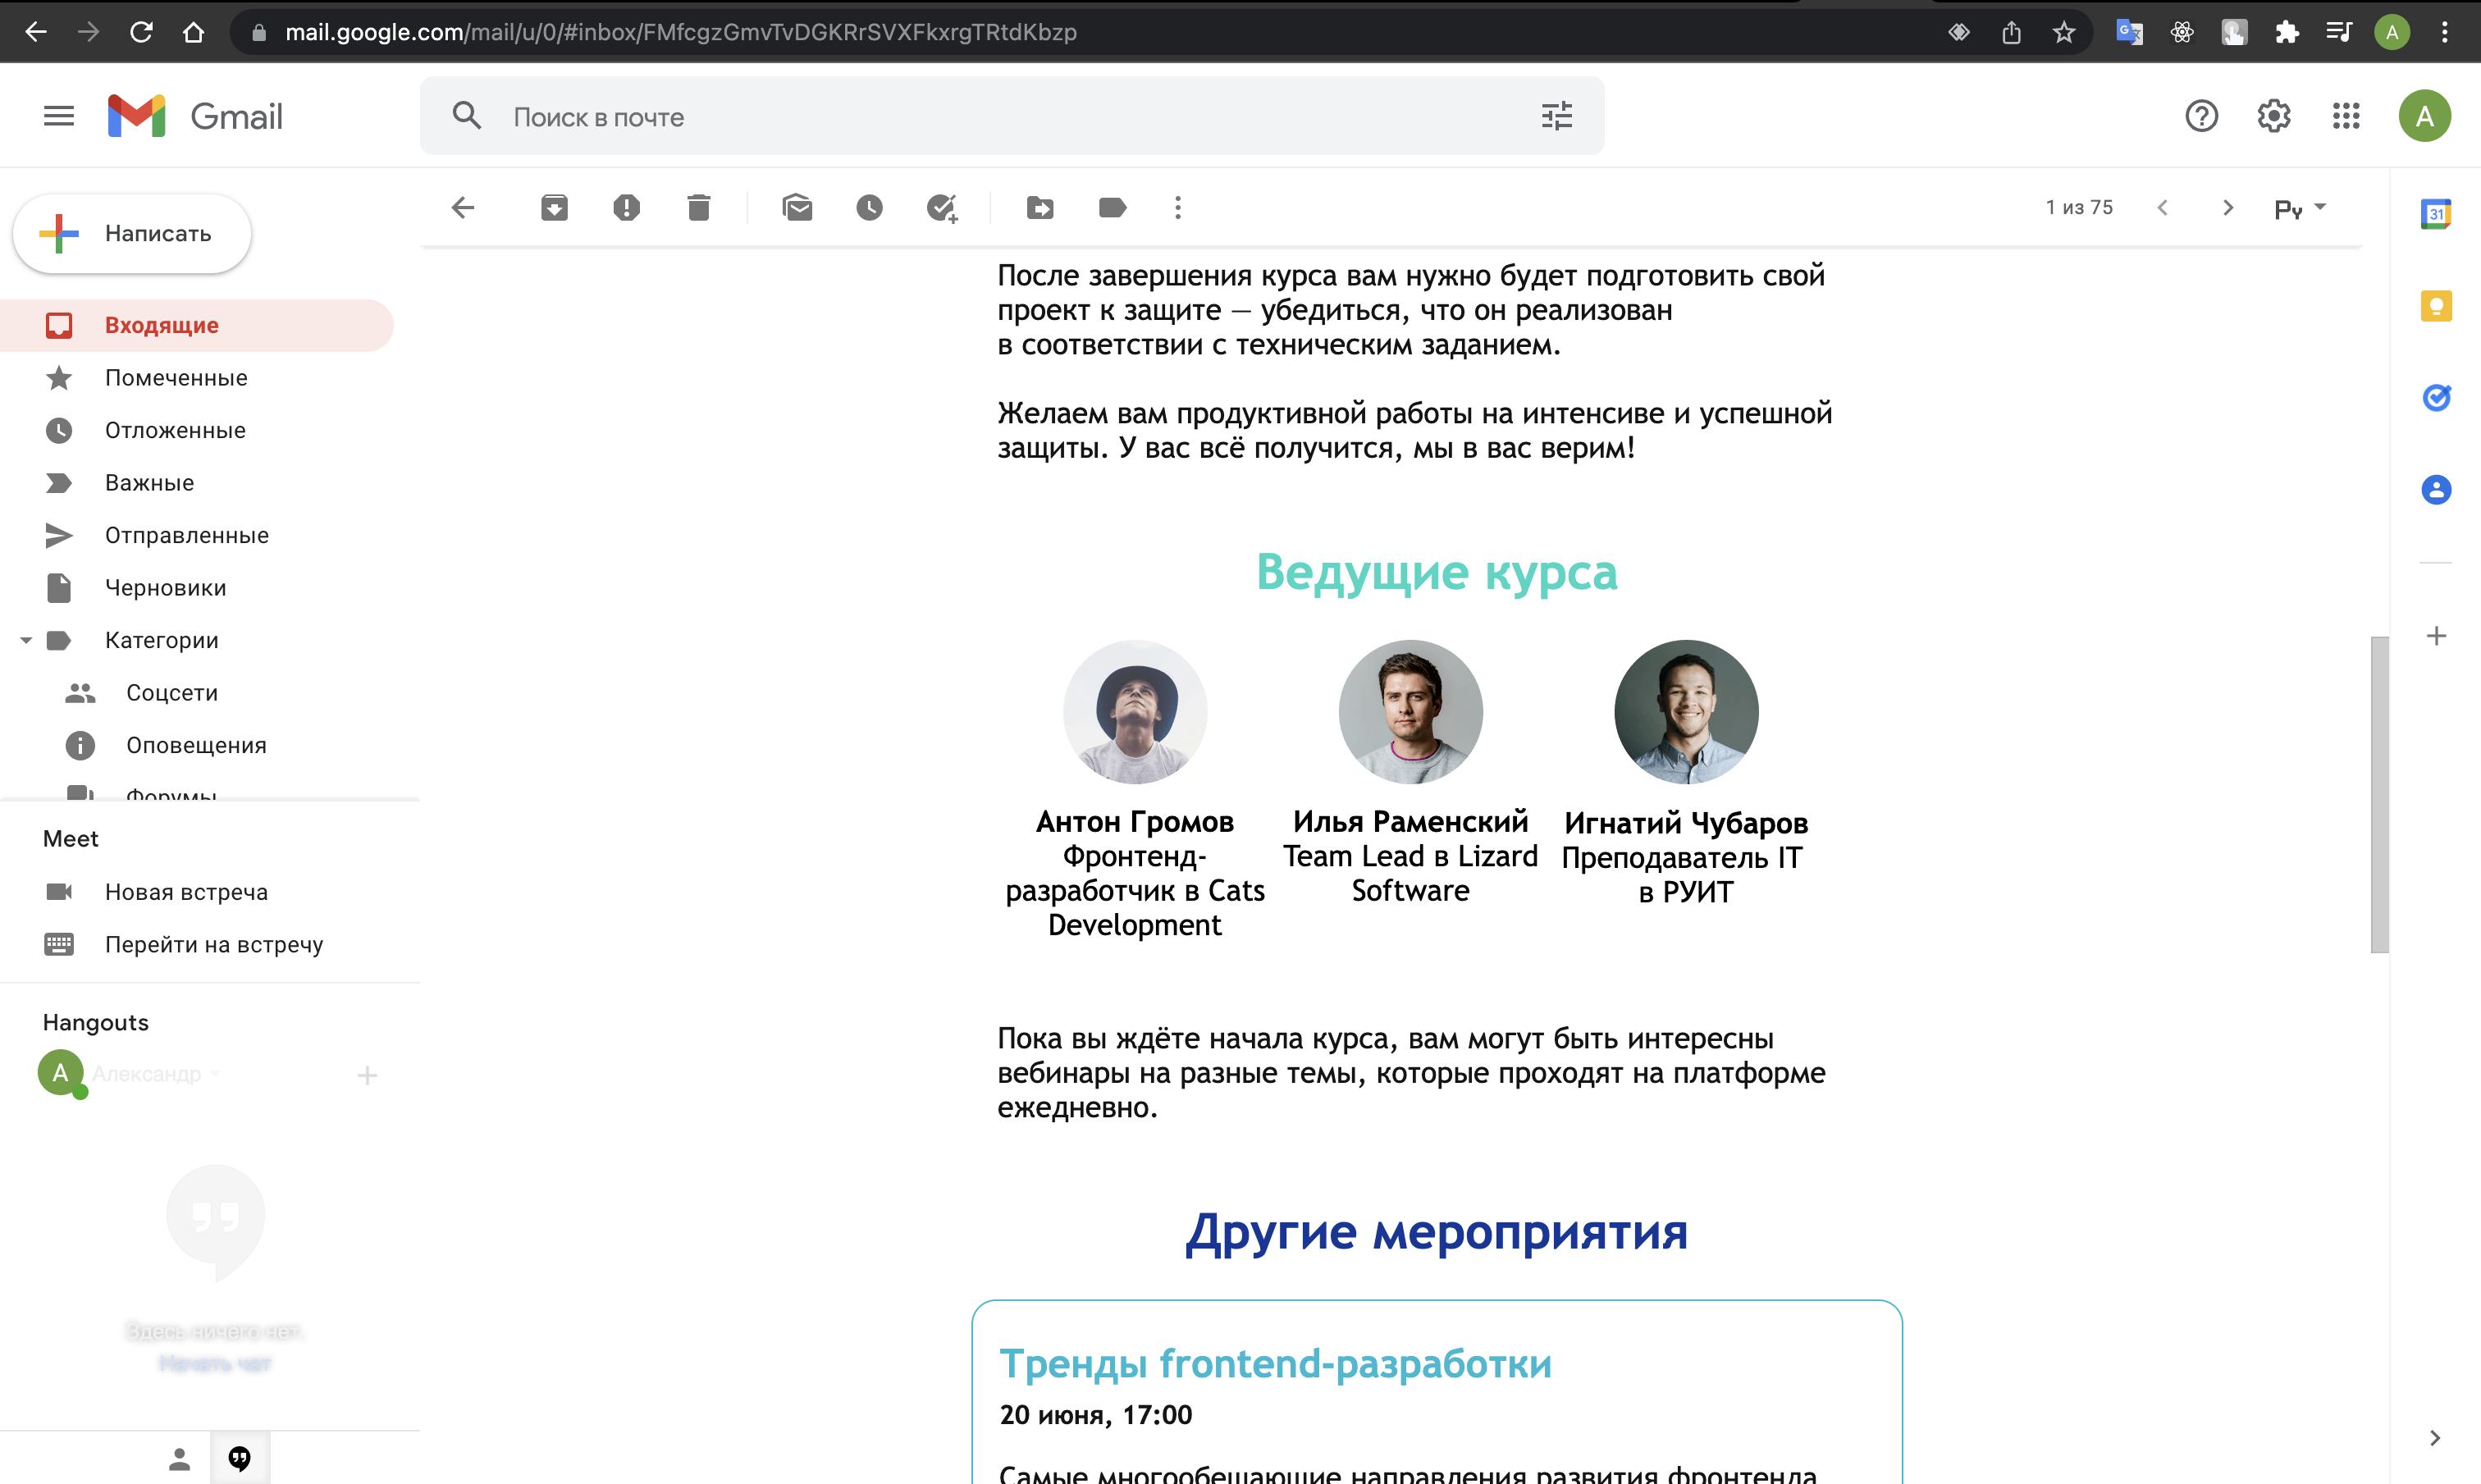 mail.google.com/mail/u/0/#inbox/FMfcgzGmvTvDGKRrSVXFkxrgTRtdKbzp
A
Gmail
Поиск в почте
A
Написать
1 из 75
Ру
31
Входящие
Помеченные
Отложенные
Важные
Отправленные
Черновики
Категории
Соцсети
Оповещения
Форумы
Meet
Новая встреча
Перейти на встречу
Hangouts
A Александр
Здесь ничего нет.
Начать чат
После завершения курса вам нужно будет подготовить свой
проект к защите — убедиться, что он реализован
в соответствии с техническим заданием.
Желаем вам продуктивной работы на интенсиве и успешной
защиты. У вас всё получится, мы в вас верим!
Ведущие курса
Антон Громов
Фронтенд-
разработчик в Cats
Development
Илья Раменский
Team Lead в Lizard
Software
Игнатий Чубаров
Преподаватель IT
в РУИТ
Пока вы ждёте начала курса, вам могут быть интересны
вебинары на разные темы, которые проходят на платформе
ежедневно.
Другие мероприятия
Тренды frontend-разработки
20 июня, 17:00
Самые многообещающие направления развития фронтенда